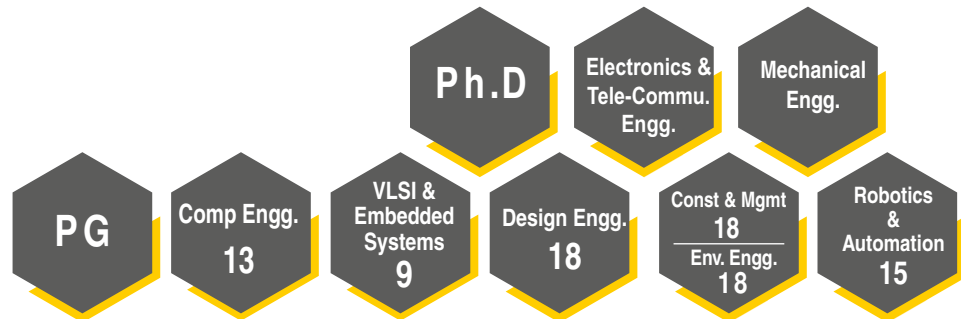 Ph.D
Electronics &
Tele-Commu.
Engg.
Mechanical
Engg.
PG
Comp Engg.
13
VLSI &
Embedded
Systems
9
Design Engg.
18
Const & Mgmt
18
Env. Engg.
18
Robotics
&
Automation
15